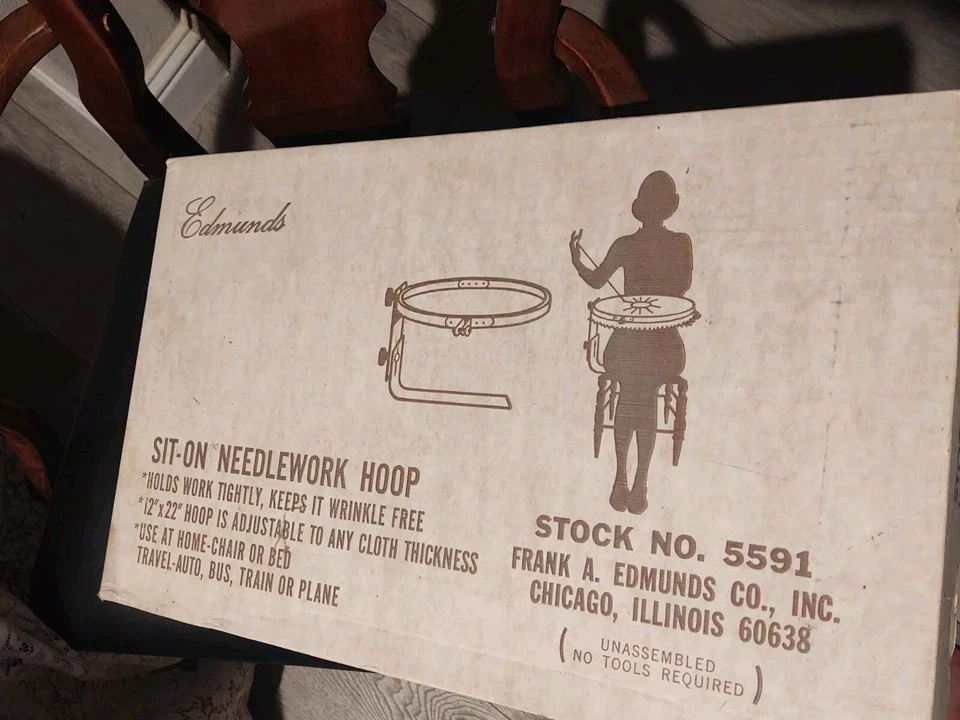 Edmunds
SIT-ON NEEDLEWORK HOOP
*HOLDS WORK TIGHTLY, KEEPS IT WRINKLE FREE
*12"x22" HOOP IS ADJUSTABLE TO ANY CLOTH THICKNESS
*USE AT HOME-CHAIR OR BED
TRAVEL-AUTO, BUS, TRAIN OR PLANE
STOCK NO. 5591
FRANK A. EDMUNDS CO., INC.
CHICAGO, ILLINOIS 60638
(UNASSEMBLED
NO TOOLS REQUIRED)